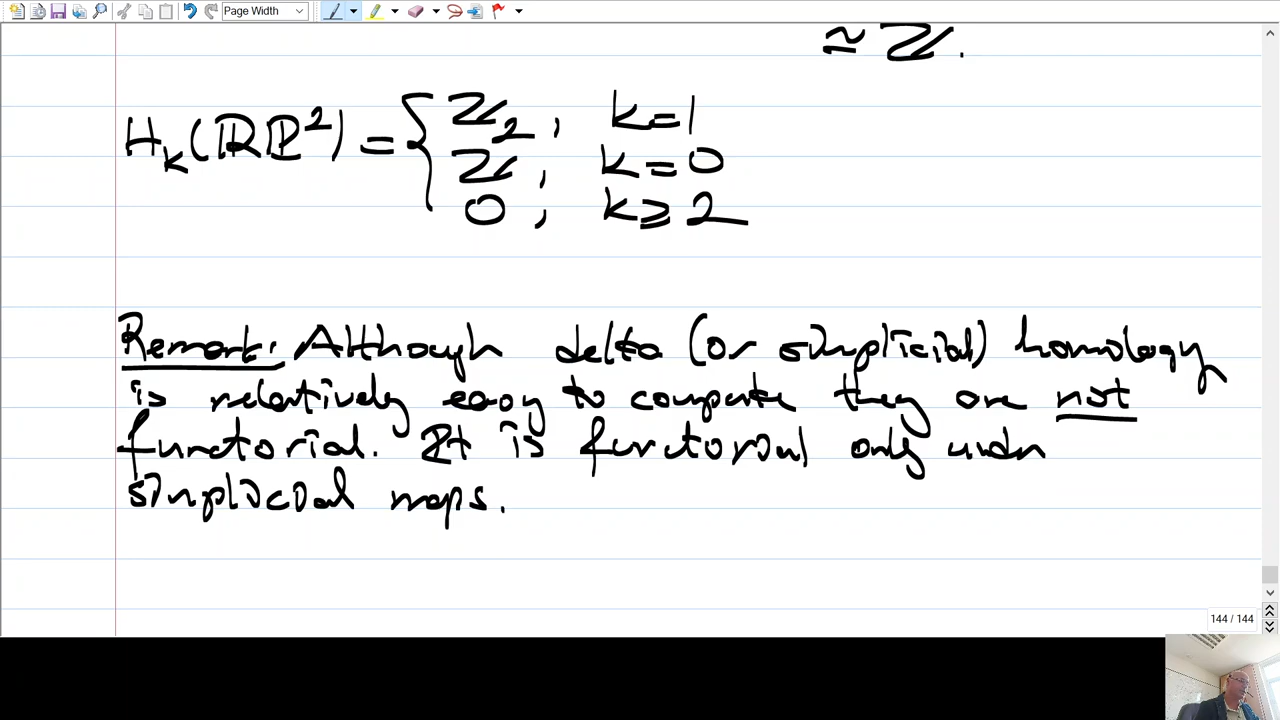 Page Width
≃ ℤ.
H_k(ℝP²) = { ℤ₂, k=1
ℤ, k=0
0, k≥2
Remark: Although delta (or simplicial) homology
is relatively easy to compute they are not
functorial. It is functorial only under
simplicial maps.
144 / 144